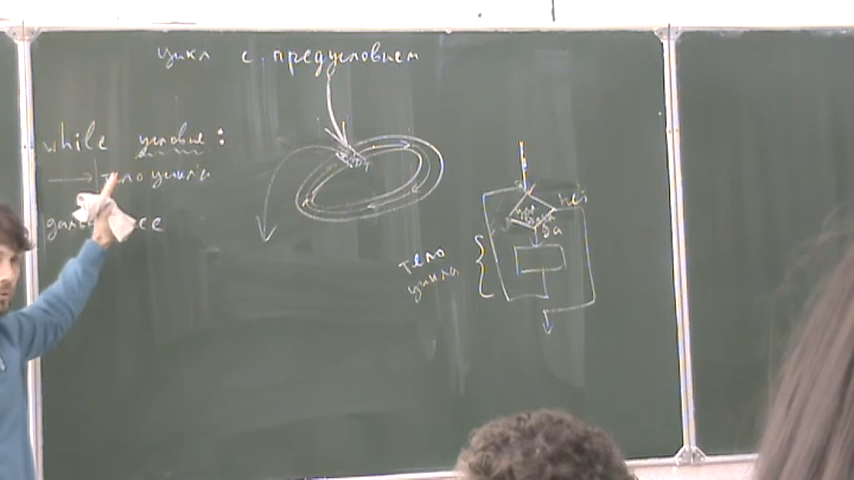 цикл с предусловием
while условие :
→ тело цикла
нет
да
тело
цикла